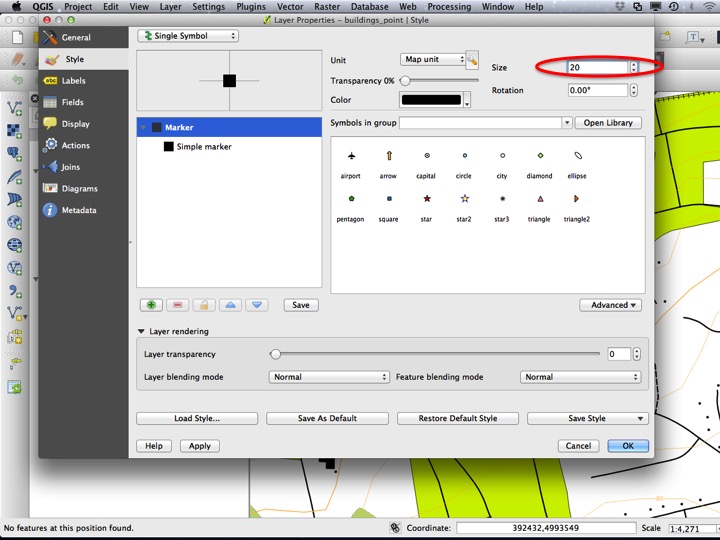 QGIS Project Edit View Layer Settings Plugins Vector Raster Database Web Processing Window Help
Layer Properties - buildings_point | Style
General
Style
abc Labels
Fields
Display
Actions
Joins
Diagrams
Metadata
Single Symbol
Unit Map unit
Size 20
Transparency 0%
Rotation 0.00°
Color
Marker
Simple marker
Symbols in group Open Library
airport arrow capital circle city diamond ellipse
pentagon square star star2 star3 triangle triangle2
Save
Advanced
Layer rendering
Layer transparency 0
Layer blending mode Normal Feature blending mode Normal
Load Style... Save As Default Restore Default Style Save Style
Help Apply Cancel OK
80
No features at this position found. Coordinate: 392432,4993549 Scale 1:4,271